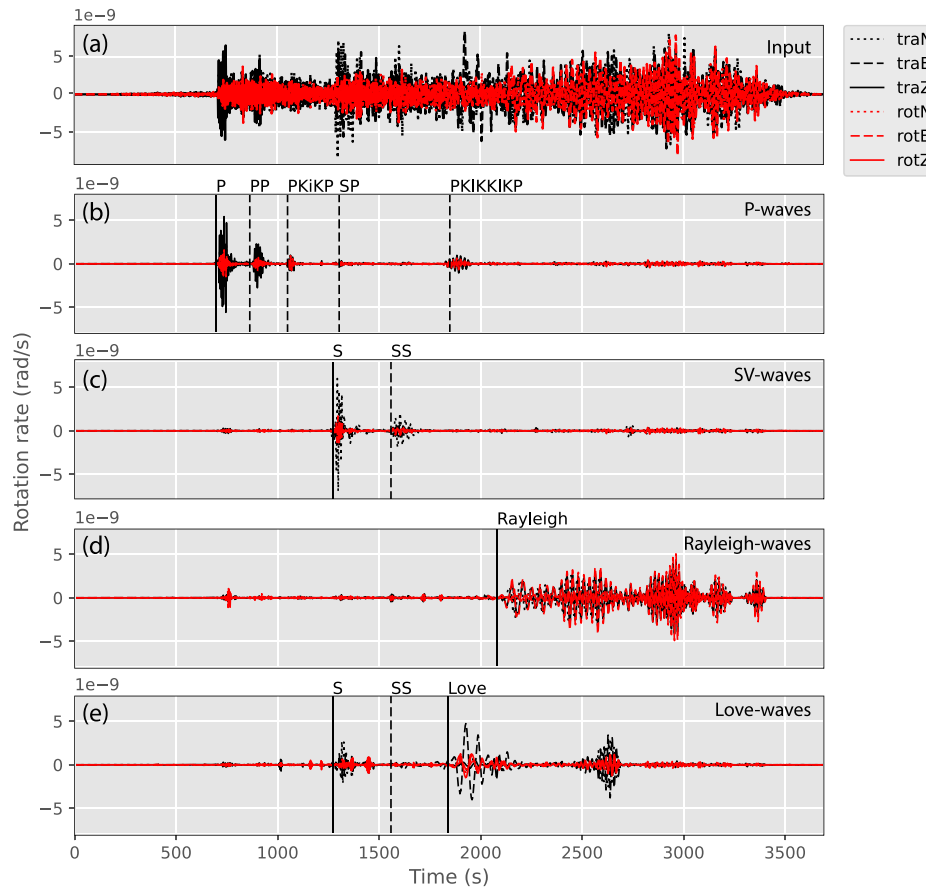 1e−9
(a)
Input
5
0
−5
traN
traE
traZ
rotN
rotE
rotZ
P PP PKiKP SP PKIKKIKP
(b)
P-waves
5
0
−5
1e−9
S SS
(c)
SV-waves
5
0
−5
1e−9
Rayleigh
(d)
Rayleigh-waves
5
0
−5
1e−9
S SS Love
(e)
Love-waves
5
0
−5
0 500 1000 1500 2000 2500 3000 3500
Time (s)
Rotation rate (rad/s)